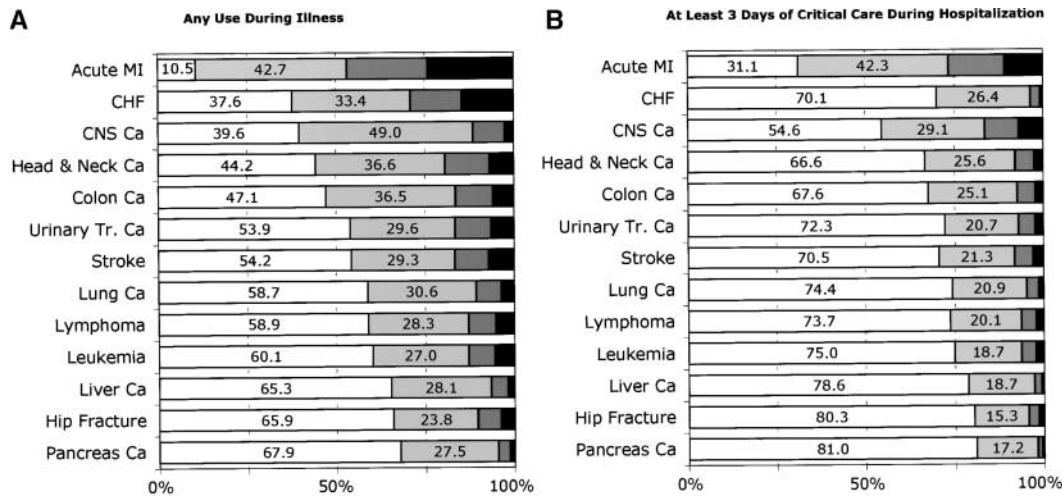 A
Any Use During Illness
Acute MI 10.5 42.7
CHF 37.6 33.4
CNS Ca 39.6 49.0
Head & Neck Ca 44.2 36.6
Colon Ca 47.1 36.5
Urinary Tr. Ca 53.9 29.6
Stroke 54.2 29.3
Lung Ca 58.7 30.6
Lymphoma 58.9 28.3
Leukemia 60.1 27.0
Liver Ca 65.3 28.1
Hip Fracture 65.9 23.8
Pancreas Ca 67.9 27.5
0% 50% 100%
B
At Least 3 Days of Critical Care During Hospitalization
Acute MI 31.1 42.3
CHF 70.1 26.4
CNS Ca 54.6 29.1
Head & Neck Ca 66.6 25.6
Colon Ca 67.6 25.1
Urinary Tr. Ca 72.3 20.7
Stroke 70.5 21.3
Lung Ca 74.4 20.9
Lymphoma 73.7 20.1
Leukemia 75.0 18.7
Liver Ca 78.6 18.7
Hip Fracture 80.3 15.3
Pancreas Ca 81.0 17.2
0% 50% 100%